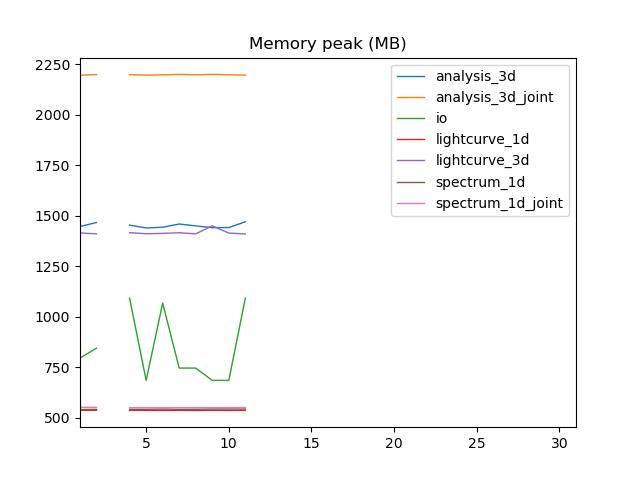 Memory peak (MB)
2250
2000
1750
1500
1250
1000
750
500
5
10
15
20
25
30
analysis_3d
analysis_3d_joint
io
lightcurve_1d
lightcurve_3d
spectrum_1d
spectrum_1d_joint